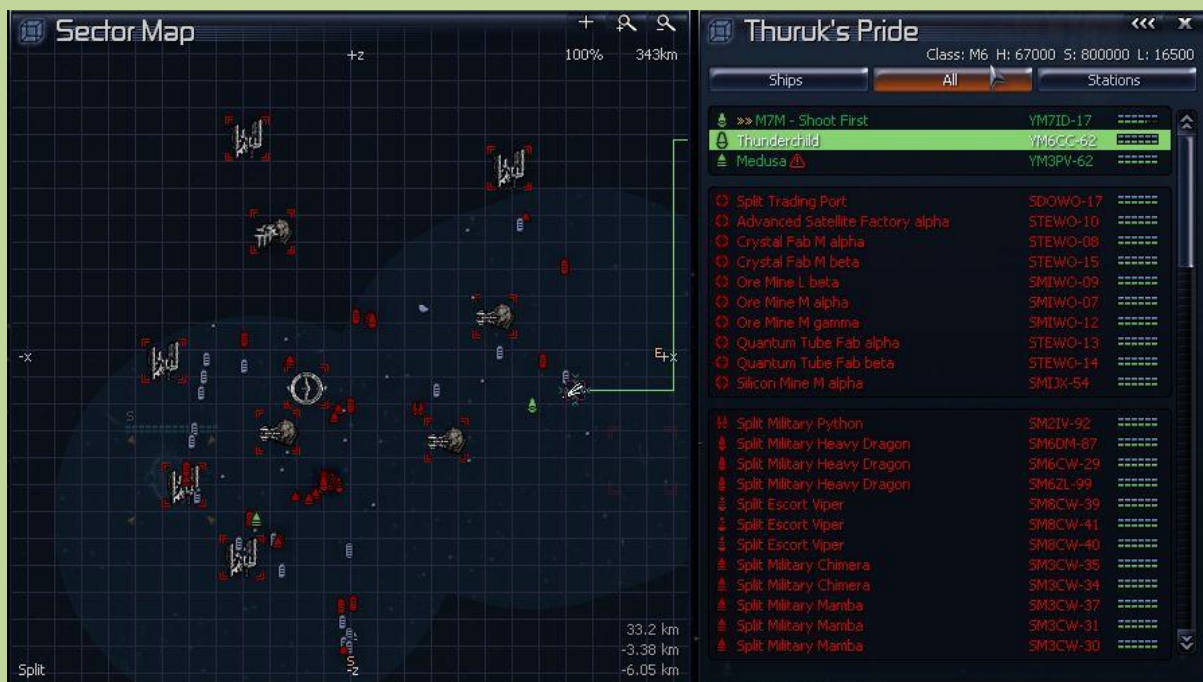 Sector Map
+z
100% 343km
-x
E+x
S
33.2 km
-3.38 km
-6.05 km
S
-z
Split
Thuruk's Pride
<<< x
Class: M6 H: 67000 S: 800000 L: 16500
Ships All Stations
»» M7M - Shoot First YM7ID-17
Thunderchild YM6CC-62
Medusa YM3PV-62
Split Trading Port SDOWO-17
Advanced Satellite Factory alpha STEWO-10
Crystal Fab M alpha STEWO-08
Crystal Fab M beta STEWO-15
Ore Mine L beta SMIWO-09
Ore Mine M alpha SMIWO-07
Ore Mine M gamma SMIWO-12
Quantum Tube Fab alpha STEWO-13
Quantum Tube Fab beta STEWO-14
Silicon Mine M alpha SMIJX-54
Split Military Python SM2IV-92
Split Military Heavy Dragon SM6DM-87
Split Military Heavy Dragon SM6CW-29
Split Military Heavy Dragon SM6ZL-99
Split Escort Viper SM8CW-39
Split Escort Viper SM8CW-41
Split Escort Viper SM8CW-40
Split Military Chimera SM3CW-35
Split Military Chimera SM3CW-34
Split Military Mamba SM3CW-37
Split Military Mamba SM3CW-31
Split Military Mamba SM3CW-30